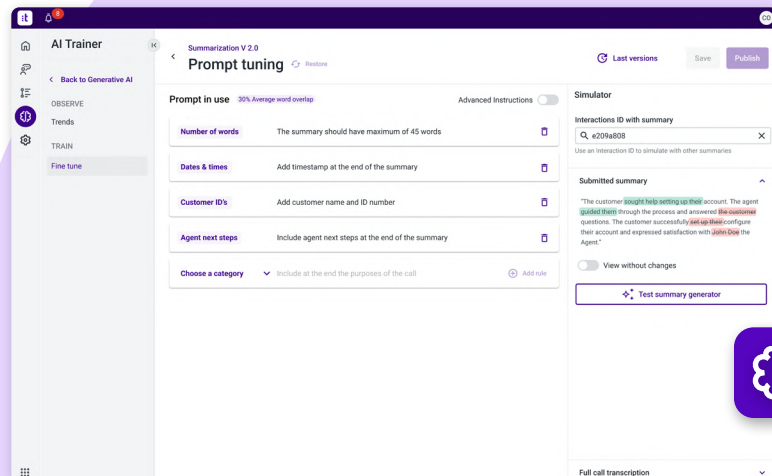 :t
8
CO
AI Trainer
Back to Generative AI
OBSERVE
Trends
TRAIN
Fine tune
Summarization V 2.0
Prompt tuning
Restore
Last versions
Save
Publish
Prompt in use
30% Average word overlap
Advanced Instructions
Number of words
The summary should have maximum of 45 words
Dates & times
Add timestamp at the end of the summary
Customer ID's
Add customer name and ID number
Agent next steps
Include agent next steps at the end of the summary
Choose a category
Include at the end the purposes of the call
Add rule
Simulator
Interactions ID with summary
e209a808
Use an Interaction ID to simulate with other summaries
Submitted summary
"The customer sought help setting up their account. The agent
guided them through the process and answered the customer
questions. The customer successfully set up their configure
their account and expressed satisfaction with John Doe the
Agent."
View without changes
Test summary generator
Full call transcription